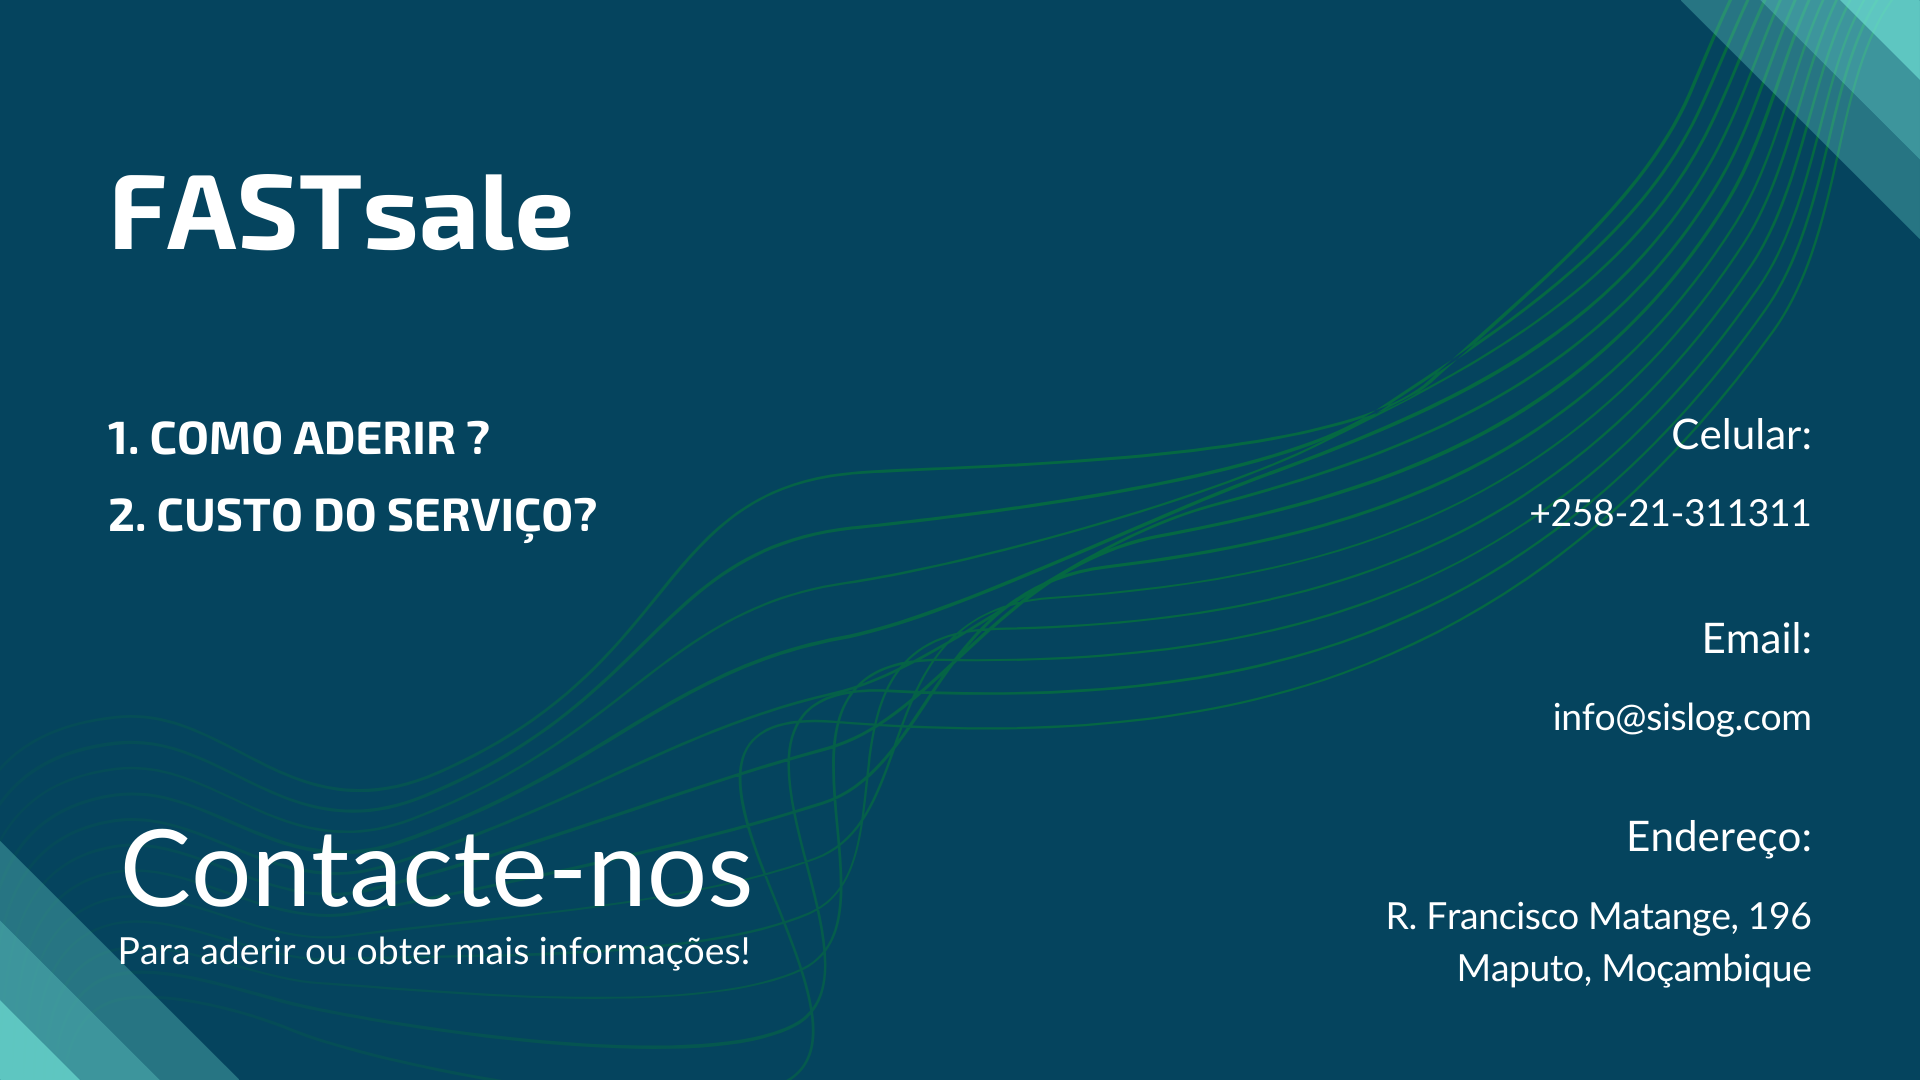 FASTsale
1. COMO ADERIR ?
2. CUSTO DO SERVIÇO?
Contacte-nos
Para aderir ou obter mais informações!
Celular:
+258-21-311311
Email:
info@sislog.com
Endereço:
R. Francisco Matange, 196
Maputo, Moçambique